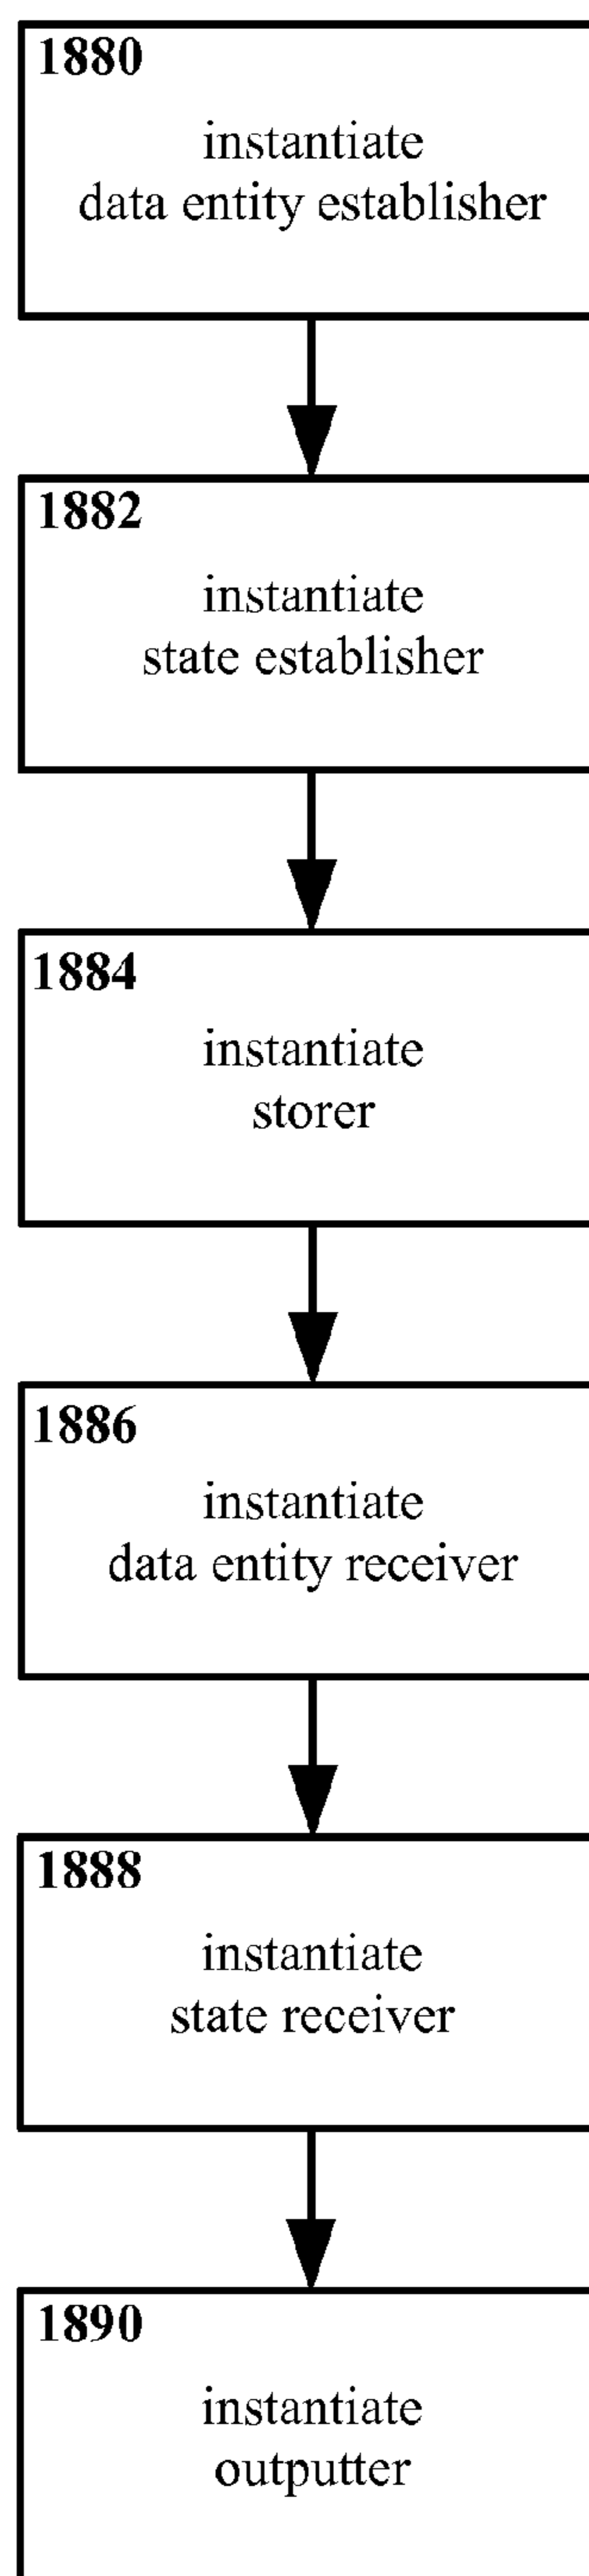 1880
instantiate
data entity establisher
1882
instantiate
state establisher
1884
instantiate
storer
1886
instantiate
data entity receiver
1888
instantiate
state receiver
1890
instantiate
outputter